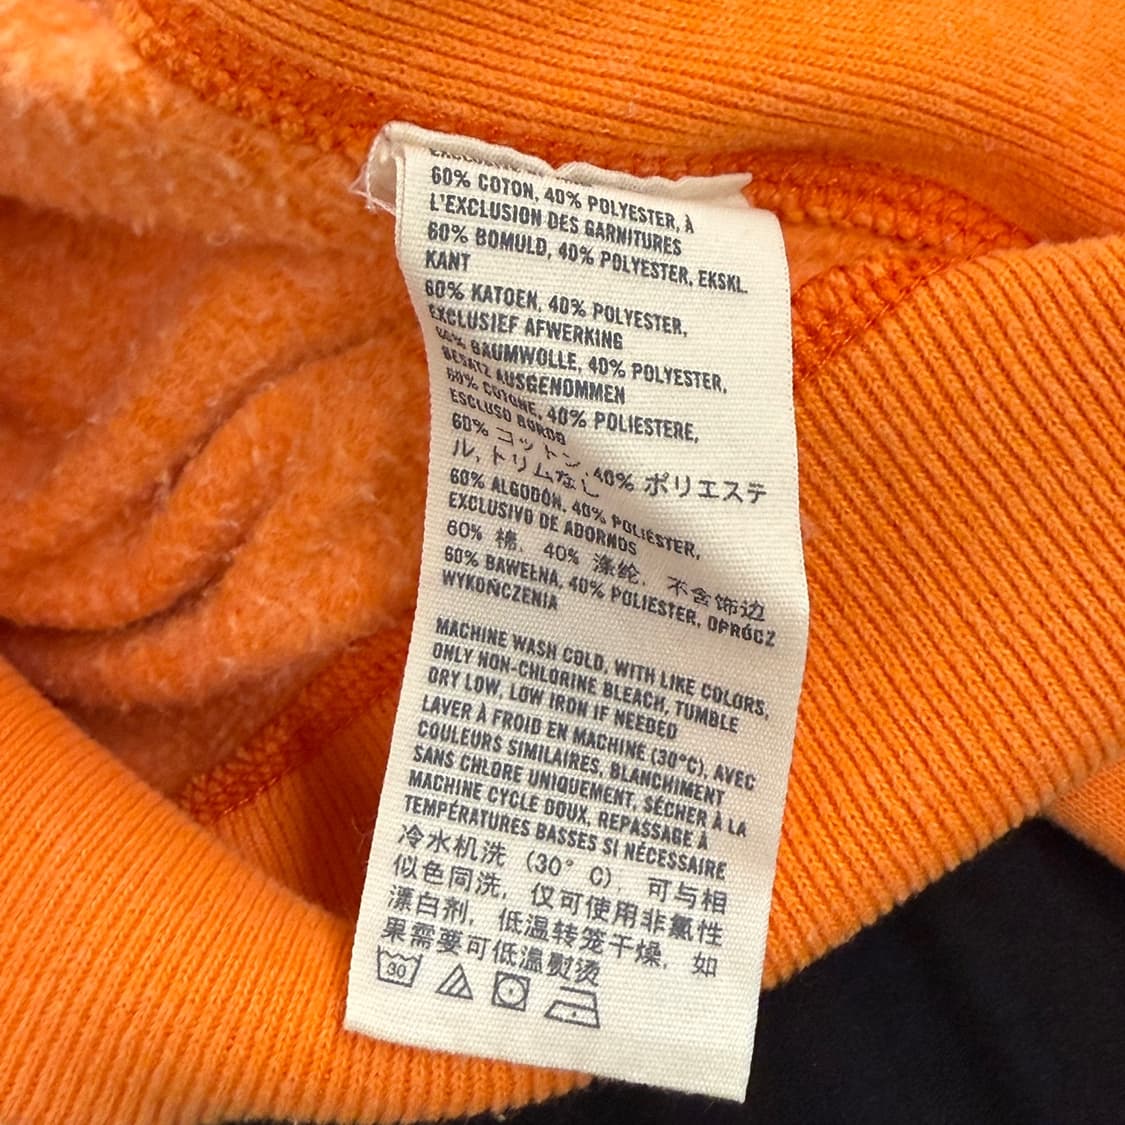 60% COTON, 40% POLYESTER, À
L'EXCLUSION DES GARNITURES
60% BOMULD, 40% POLYESTER, EKSKL.
KANT
60% KATOEN, 40% POLYESTER,
EXCLUSIEF AFWERKING
60% BAUMWOLLE, 40% POLYESTER,
BESATZ AUSGENOMMEN
60% COTONE, 40% POLIESTERE,
ESCLUSO BORDO
60% コットン, 40% ポリエステ
ル, トリムなし
60% ALGODÓN, 40% POLIÉSTER,
EXCLUSIVO DE ADORNOS
60% 棉, 40% 涤纶, 不含饰边
60% BAWEŁNA, 40% POLIESTER, OPRÓCZ
WYKOŃCZENIA
MACHINE WASH COLD, WITH LIKE COLORS,
ONLY NON-CHLORINE BLEACH, TUMBLE
DRY LOW, LOW IRON IF NEEDED
LAVER À FROID EN MACHINE (30°C), AVEC
COULEURS SIMILAIRES, BLANCHIMENT
SANS CHLORE UNIQUEMENT, SÉCHER À LA
MACHINE CYCLE DOUX, REPASSAGE À
TEMPÉRATURES BASSES SI NÉCESSAIRE
冷水机洗 (30° C), 可与相
似色同洗, 仅可使用非氯性
漂白剂, 低温转笼干燥, 如
果需要可低温熨烫
30